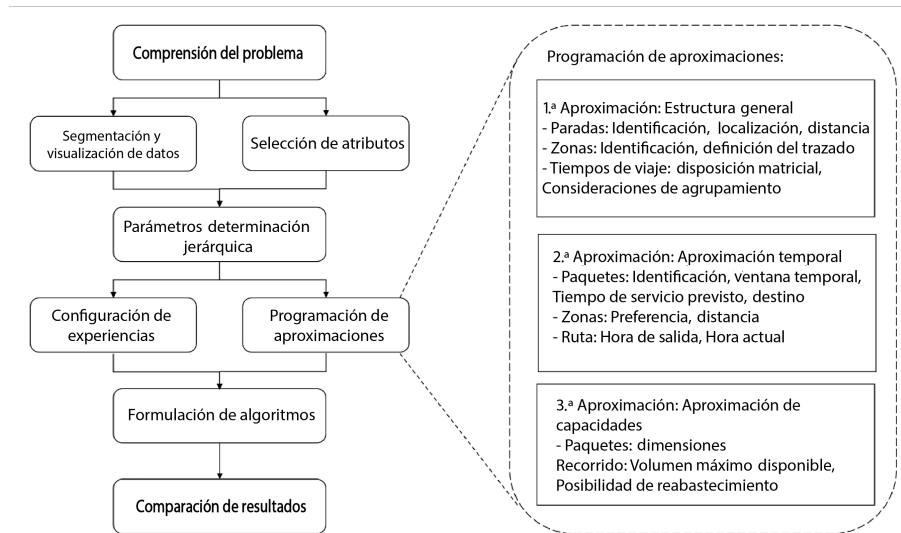 Comprensión del problema
Segmentación y
visualización de datos
Selección de atributos
Parámetros determinación
jerárquica
Configuración de
experiencias
Programación de
aproximaciones
Formulación de algoritmos
Comparación de resultados
Programación de aproximaciones:
1.ª Aproximación: Estructura general
- Paradas: Identificación, localización, distancia
- Zonas: Identificación, definición del trazado
- Tiempos de viaje: disposición matricial,
Consideraciones de agrupamiento
2.ª Aproximación: Aproximación temporal
- Paquetes: Identificación, ventana temporal,
Tiempo de servicio previsto, destino
- Zonas: Preferencia, distancia
- Ruta: Hora de salida, Hora actual
3.ª Aproximación: Aproximación de
capacidades
- Paquetes: dimensiones
Recorrido: Volumen máximo disponible,
Posibilidad de reabastecimiento